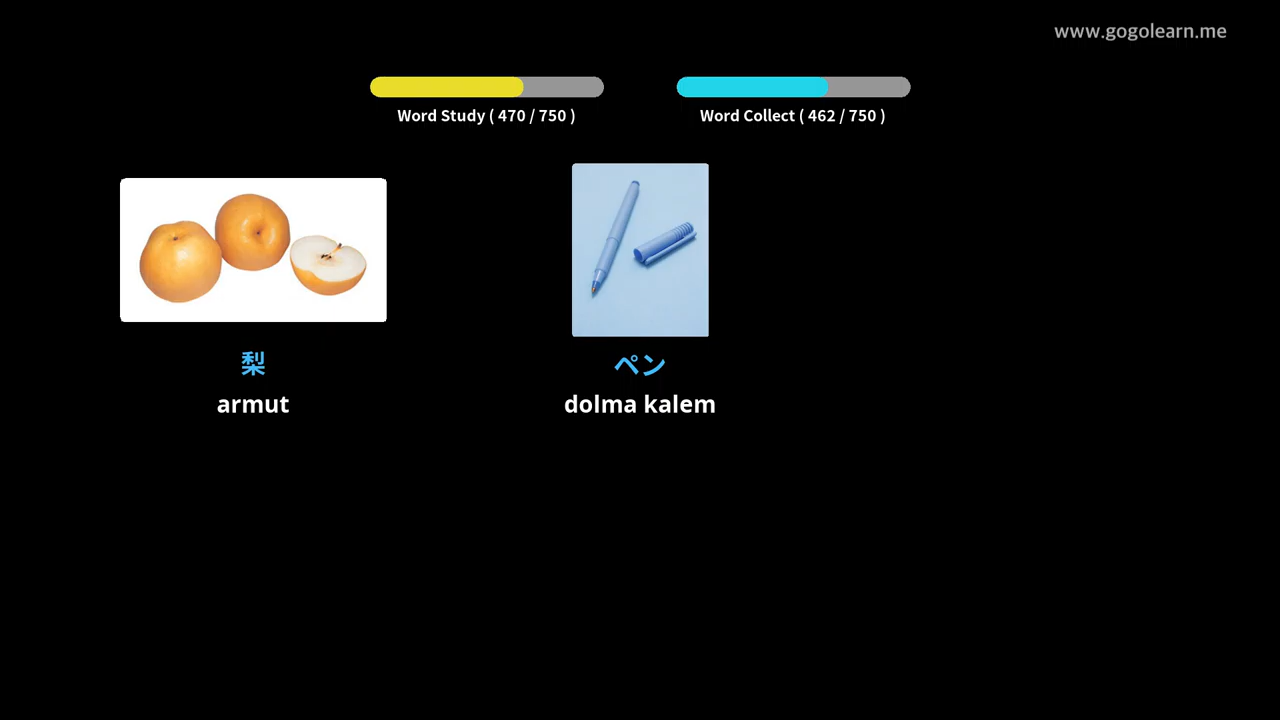 www.gogolearn.me
Word Study ( 470 / 750 )
Word Collect ( 462 / 750 )
梨
armut
ペン
dolma kalem